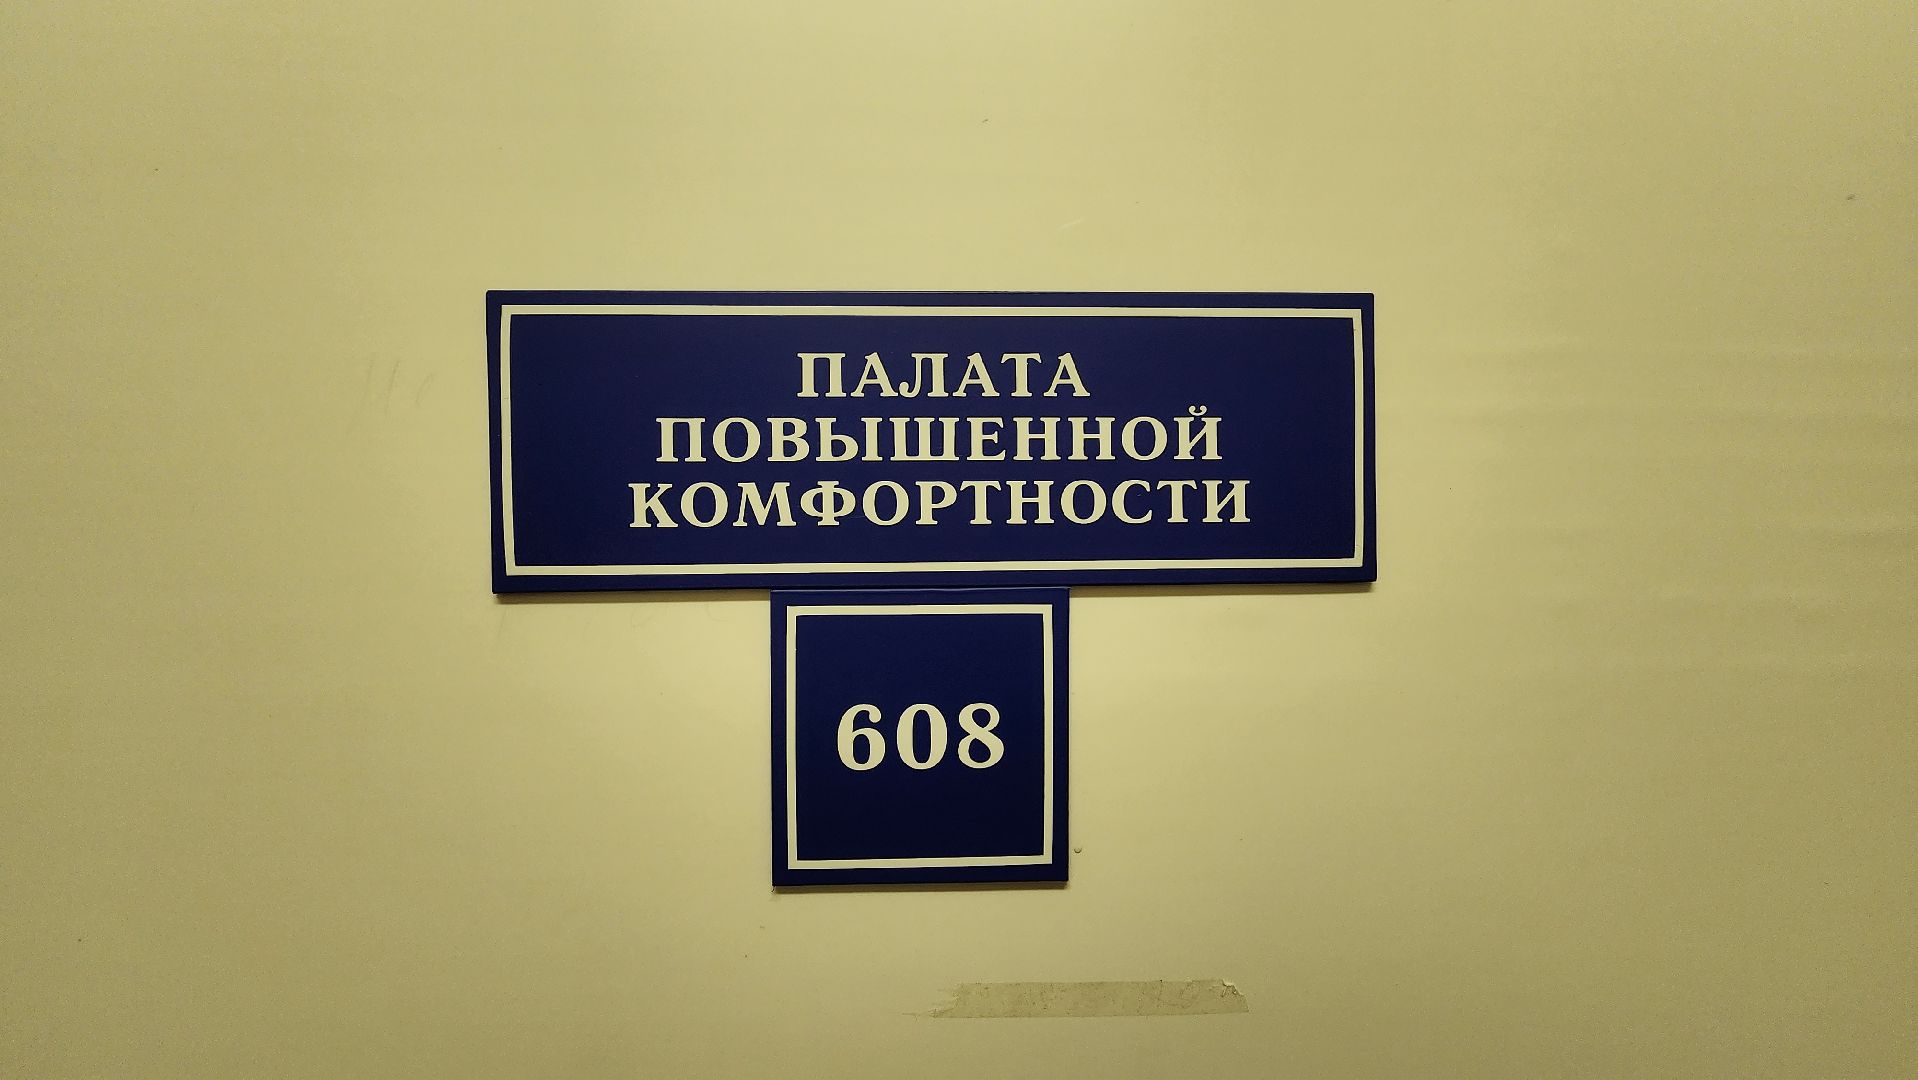 ПАЛАТА
ПОВЫШЕННОЙ
КОМФОРТНОСТИ
608